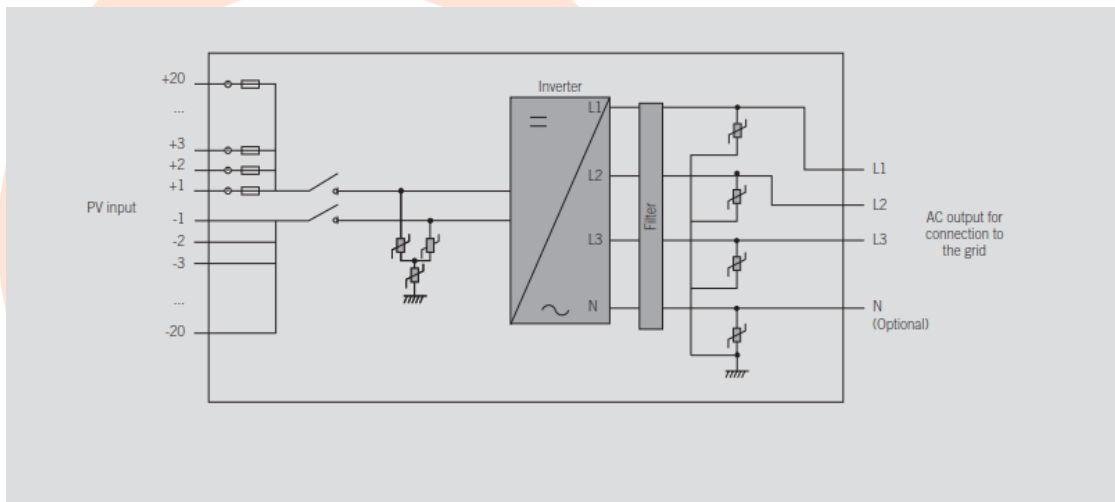 +20
...
+3
+2
+1
PV input
-1
-2
-3
...
-20
Inverter
L1
L2
L3
N
Filter
L1
L2
L3
N
(Optional)
AC output for
connection to
the grid